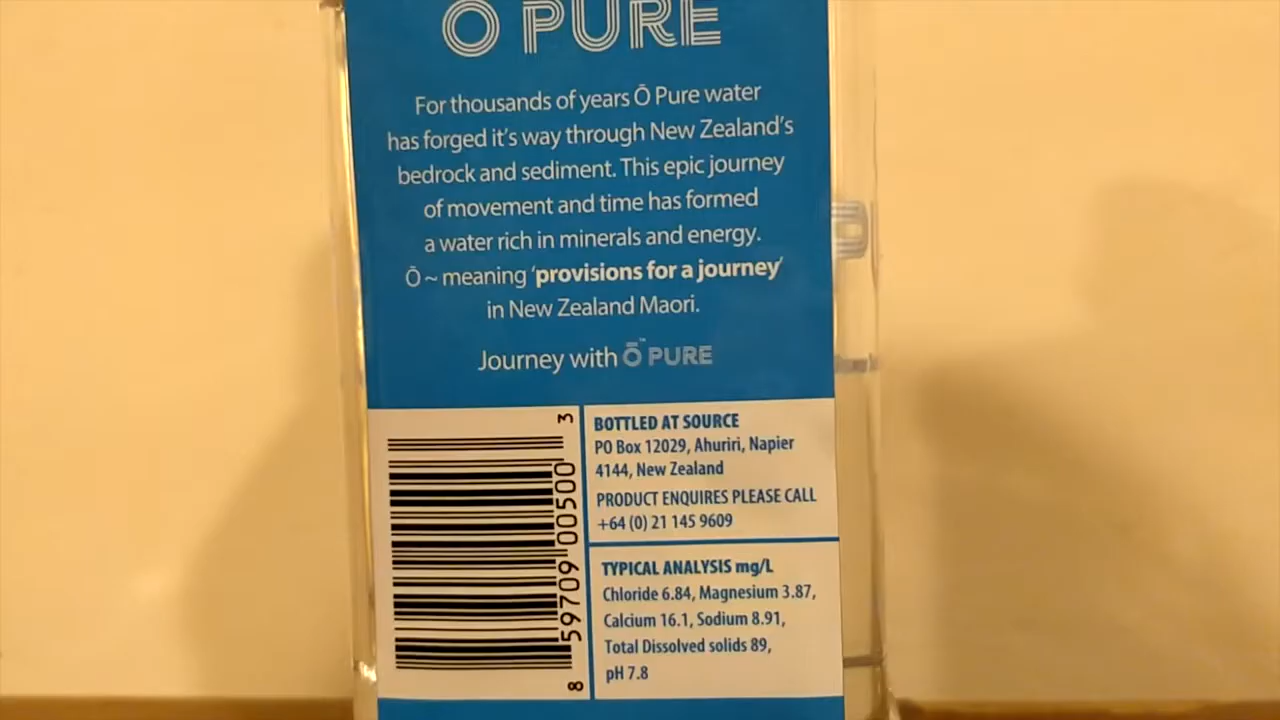 Ō PURE
For thousands of years Ō Pure water
has forged it's way through New Zealand's
bedrock and sediment. This epic journey
of movement and time has formed
a water rich in minerals and energy.
Ō ~ meaning 'provisions for a journey'
in New Zealand Maori.
Journey with Ō PURE™
8 59709 00500 3
BOTTLED AT SOURCE
PO Box 12029, Ahuriri, Napier
4144, New Zealand
PRODUCT ENQUIRES PLEASE CALL
+64 (0) 21 145 9609
TYPICAL ANALYSIS mg/L
Chloride 6.84, Magnesium 3.87,
Calcium 16.1, Sodium 8.91,
Total Dissolved solids 89,
pH 7.8